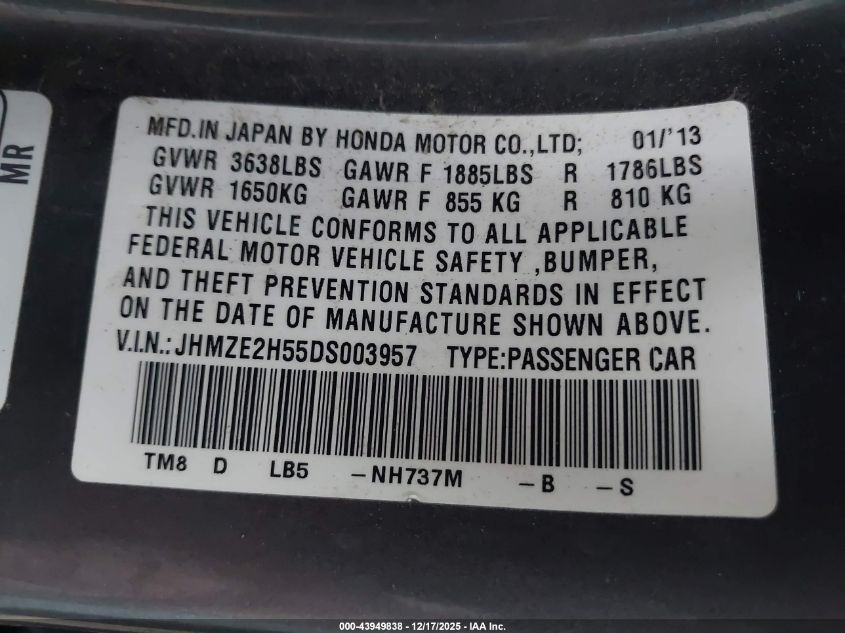 MR
MFD.IN JAPAN BY HONDA MOTOR CO.,LTD; 01/'13
GVWR 3638LBS GAWR F 1885LBS R 1786LBS
GVWR 1650KG GAWR F 855 KG R 810 KG
THIS VEHICLE CONFORMS TO ALL APPLICABLE
FEDERAL MOTOR VEHICLE SAFETY ,BUMPER,
AND THEFT PREVENTION STANDARDS IN EFFECT
ON THE DATE OF MANUFACTURE SHOWN ABOVE.
V.I.N.: JHMZE2H55DS003957 TYPE:PASSENGER CAR
TM8 D LB5 -NH737M -B -S
000-43949838 - 12/17/2025 - IAA Inc.